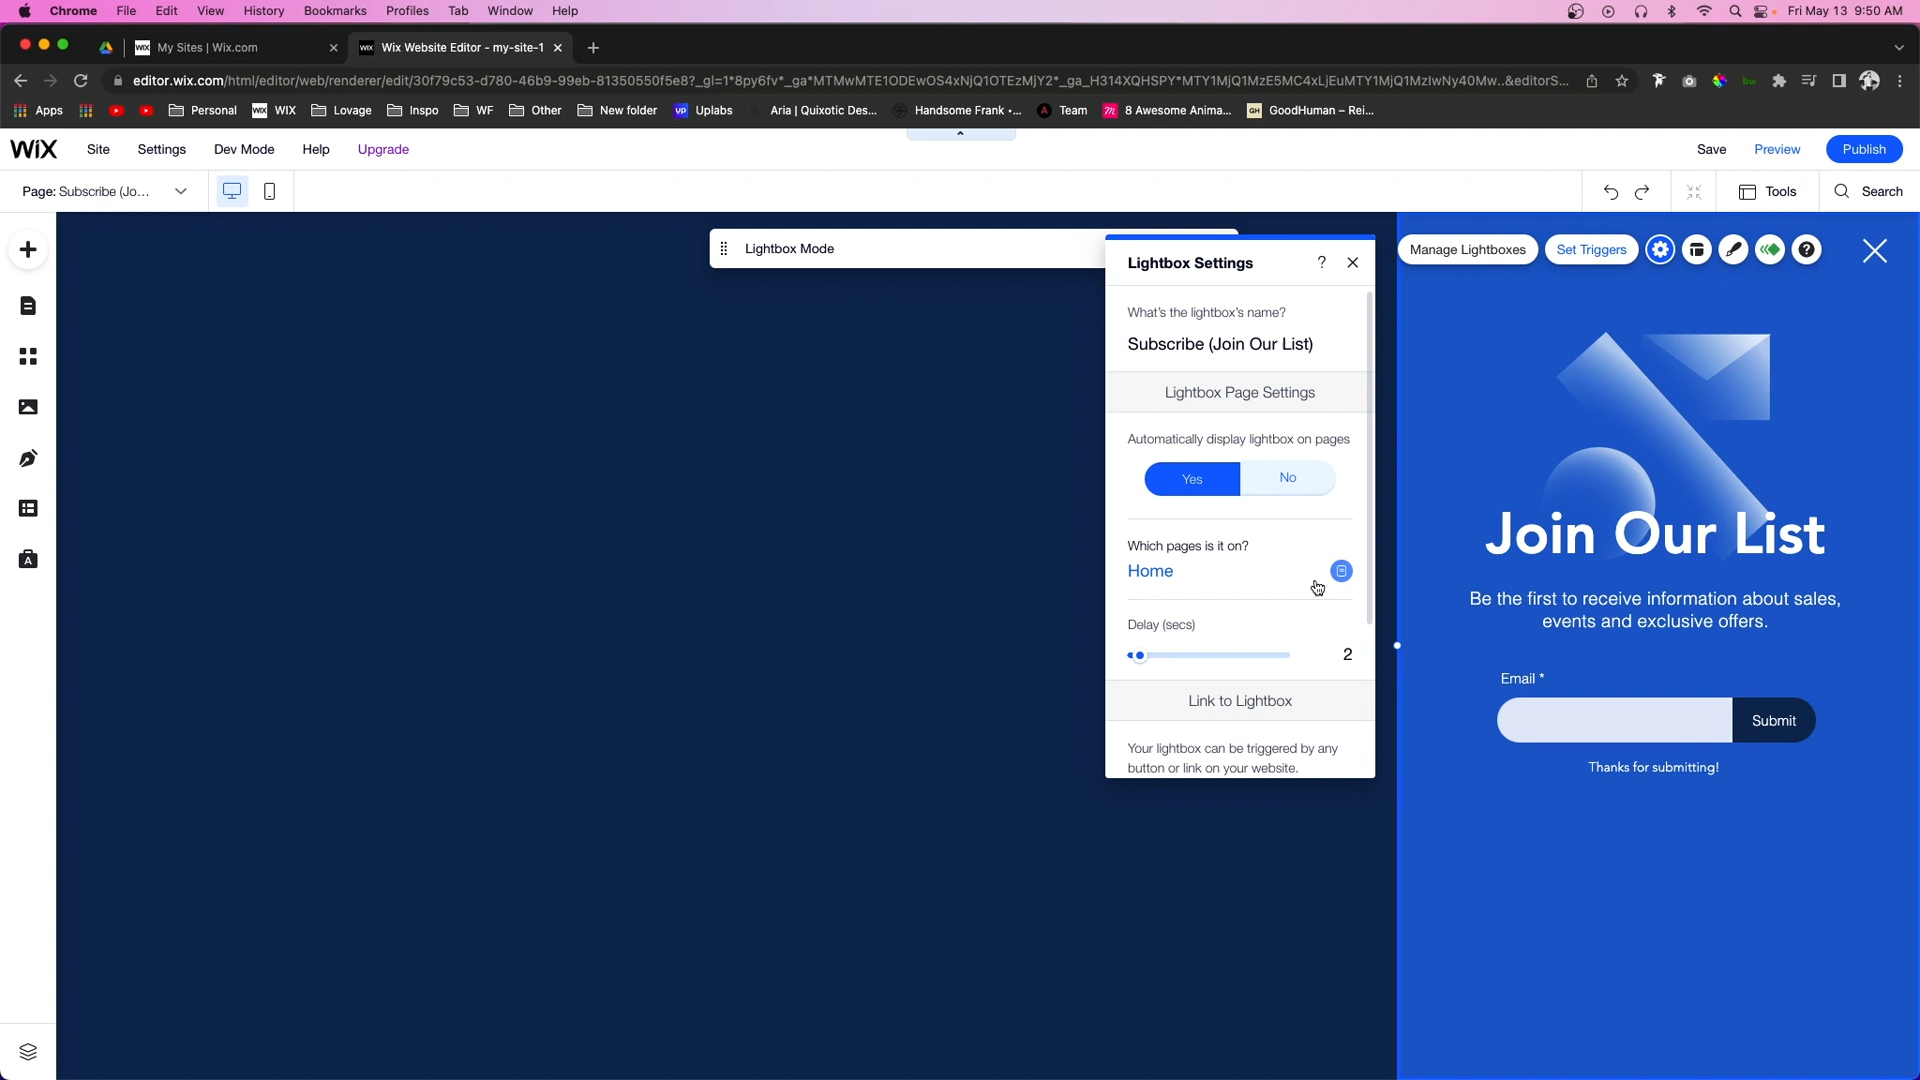 Chrome File Edit View History Bookmarks Profiles Tab Window Help Fri May 13 9:50 AM
WIX My Sites | Wix.com WIX Wix Website Editor - my-site-1
editor.wix.com/html/editor/web/renderer/edit/30f79c53-d780-46b9-99eb-81350550f5e8?_gl=1*8py6fv*_ga*MTMwMTE1ODEwOS4xNjQ1OTEzMjY2*_ga_H314XQHSPY*MTY1MjQ1MzE5MC4xLjEuMTY1MjQ1MzIwNy40Mw..&editorS...
Apps Personal WIX WIX Lovage Inspo WF Other New folder UP Uplabs Aria | Quixotic Des... Handsome Frank •... A Team 8 Awesome Anima... GH GoodHuman – Rei...
WIX Site Settings Dev Mode Help Upgrade Save Preview Publish
Page: Subscribe (Jo... Tools Search
Lightbox Mode
Lightbox Settings ?
Manage Lightboxes Set Triggers ?
What's the lightbox's name?
Subscribe (Join Our List)
Lightbox Page Settings
Automatically display lightbox on pages
Yes No
Which pages is it on?
Home
Delay (secs)
2
Link to Lightbox
Your lightbox can be triggered by any
button or link on your website.
Join Our List
Be the first to receive information about sales,
events and exclusive offers.
Email *
Submit
Thanks for submitting!
A